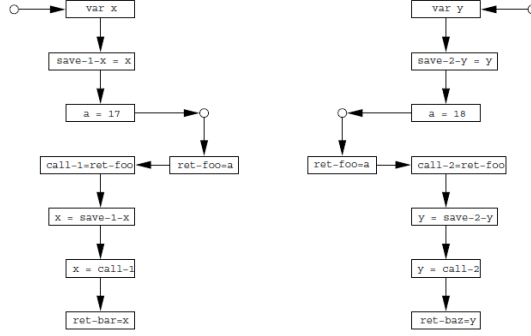 var x
save-1-x = x
a = 17
ret-foo=a
call-1=ret-foo
x = save-1-x
x = call-1
ret-bar=x
var y
save-2-y = y
a = 18
ret-foo=a
call-2=ret-foo
y = save-2-y
y = call-2
ret-baz=y